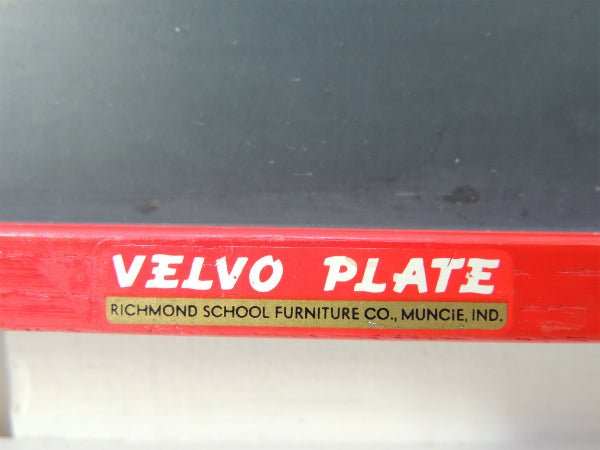 VELVO PLATE
RICHMOND SCHOOL FURNITURE CO., MUNCIE, IND.